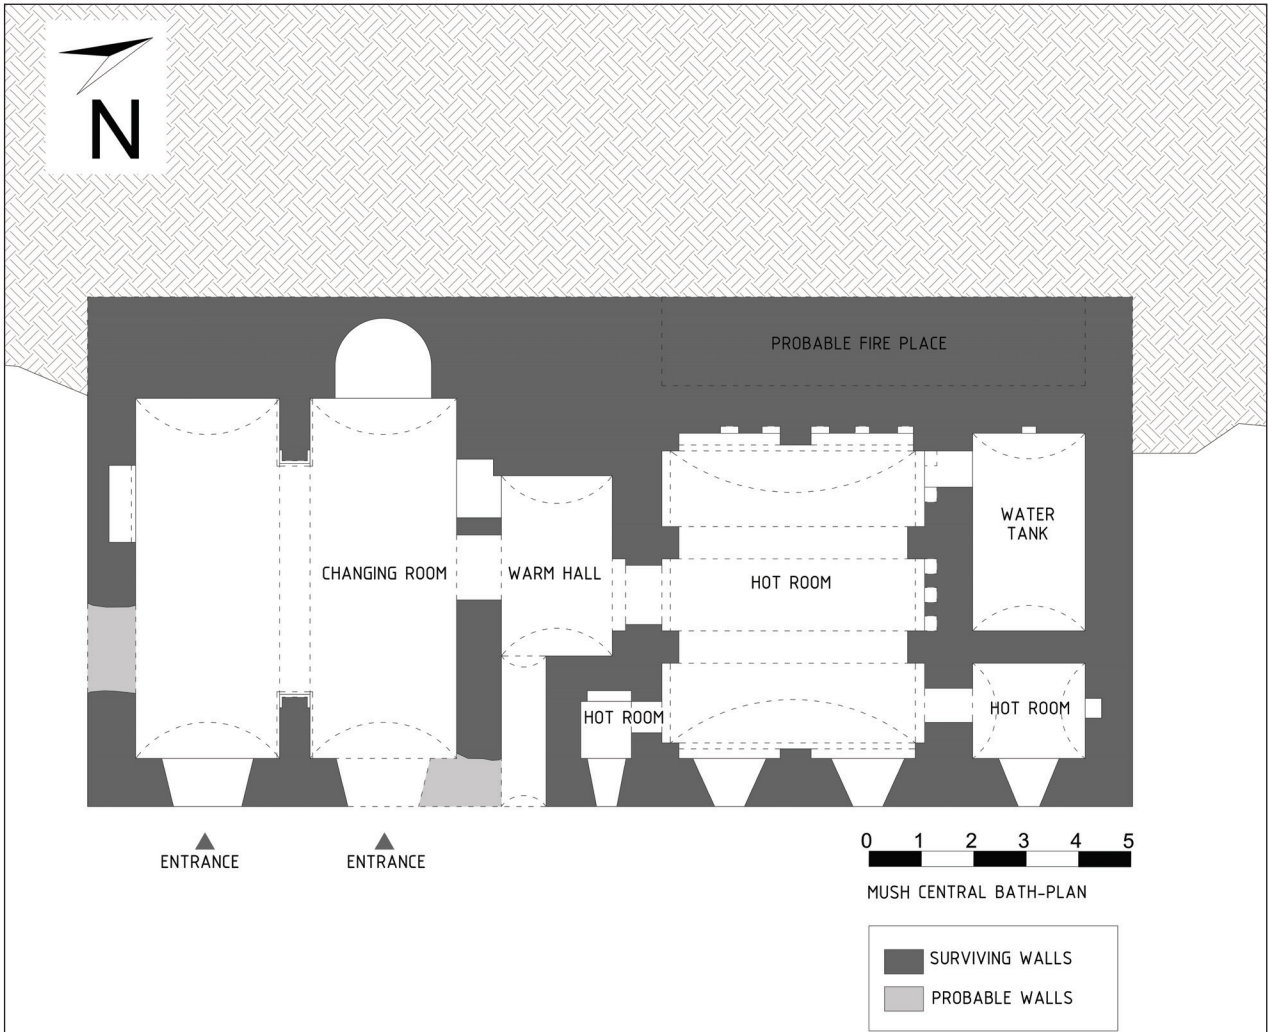 N
PROBABLE FIRE PLACE
WATER
TANK
CHANGING ROOM
WARM HALL
HOT ROOM
HOT ROOM
HOT ROOM
ENTRANCE
ENTRANCE
0 1 2 3 4 5
MUSH CENTRAL BATH-PLAN
SURVIVING WALLS
PROBABLE WALLS